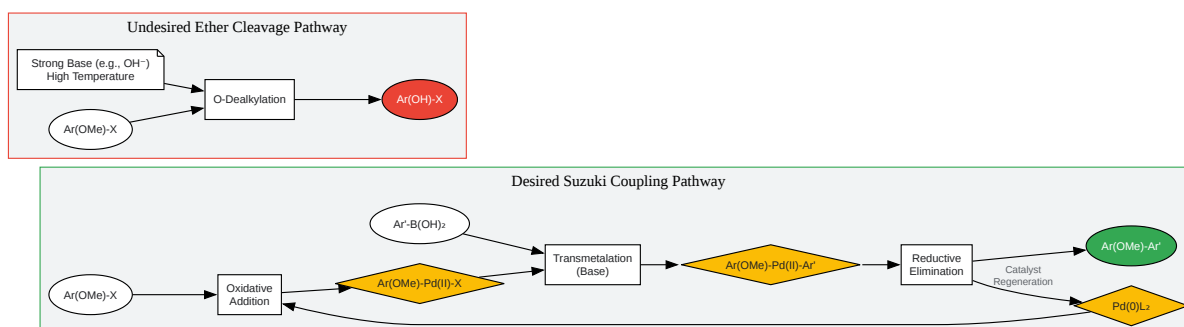 Undesired Ether Cleavage Pathway
Strong Base (e.g., OH⁻)
High Temperature
O-Dealkylation
Ar(OH)-X
Ar(OMe)-X
Desired Suzuki Coupling Pathway
Ar'-B(OH)₂
Transmetalation
(Base)
Ar(OMe)-Pd(II)-Ar'
Reductive
Elimination
Ar(OMe)-Ar'
Catalyst
Regeneration
Ar(OMe)-X
Oxidative
Addition
Ar(OMe)-Pd(II)-X
Pd(0)L₂